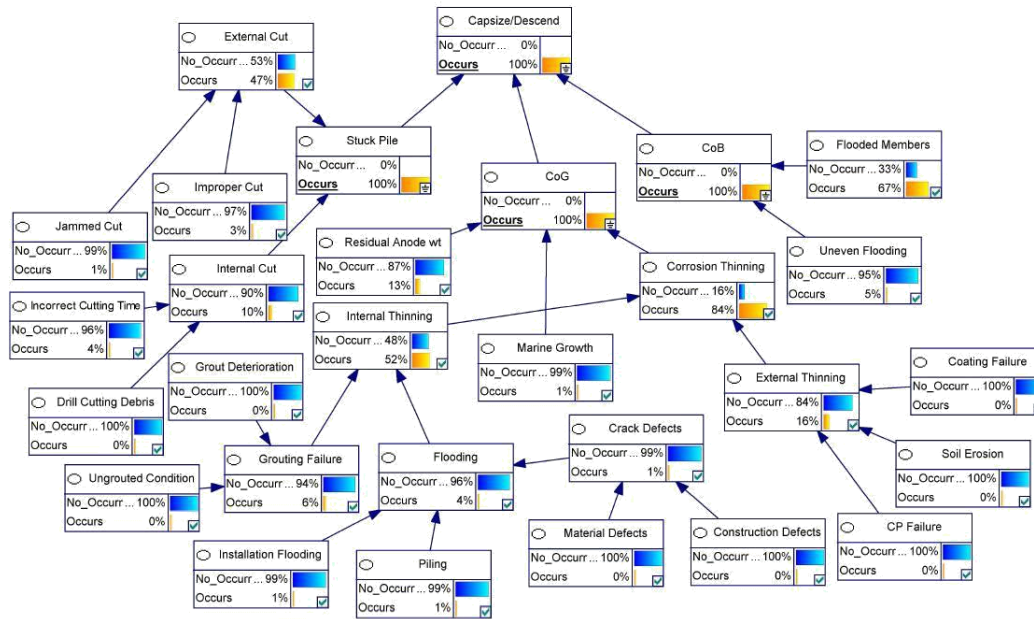 External Cut
No_Occurr ... 53%
Occurs 47%
Capsize/Descend
No_Occurr ... 0%
Occurs 100%
Stuck Pile
No_Occurr ... 0%
Occurs 100%
CoB
No_Occurr ... 0%
Occurs 100%
Flooded Members
No_Occurr ... 33%
Occurs 67%
Improper Cut
No_Occurr ... 97%
Occurs 3%
CoG
No_Occurr ... 0%
Occurs 100%
Jammed Cut
No_Occurr ... 99%
Occurs 1%
Residual Anode wt
No_Occurr ... 87%
Occurs 13%
Uneven Flooding
No_Occurr ... 95%
Occurs 5%
Internal Cut
No_Occurr ... 90%
Occurs 10%
Corrosion Thinning
No_Occurr ... 16%
Occurs 84%
Incorrect Cutting Time
No_Occurr ... 96%
Occurs 4%
Internal Thinning
No_Occurr ... 48%
Occurs 52%
Marine Growth
No_Occurr ... 99%
Occurs 1%
Grout Deterioration
No_Occurr ... 100%
Occurs 0%
External Thinning
No_Occurr ... 84%
Occurs 16%
Coating Failure
No_Occurr ... 100%
Occurs 0%
Drill Cutting Debris
No_Occurr ... 100%
Occurs 0%
Crack Defects
No_Occurr ... 99%
Occurs 1%
Grouting Failure
No_Occurr ... 94%
Occurs 6%
Flooding
No_Occurr ... 96%
Occurs 4%
Soil Erosion
No_Occurr ... 100%
Occurs 0%
Ungrouted Condition
No_Occurr ... 100%
Occurs 0%
Material Defects
No_Occurr ... 100%
Occurs 0%
Construction Defects
No_Occurr ... 100%
Occurs 0%
CP Failure
No_Occurr ... 100%
Occurs 0%
Installation Flooding
No_Occurr ... 99%
Occurs 1%
Piling
No_Occurr ... 99%
Occurs 1%